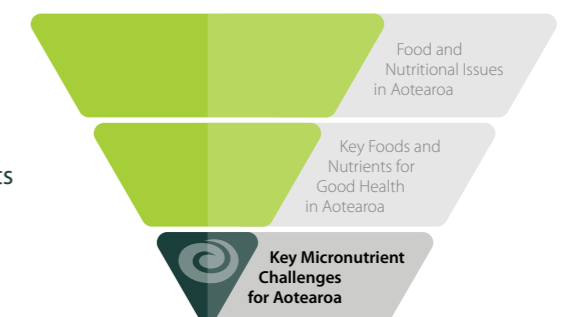 Food and
Nutritional Issues
in Aotearoa
Key Foods and
Nutrients for
Good Health
in Aotearoa
Key Micronutrient
Challenges
for Aotearoa